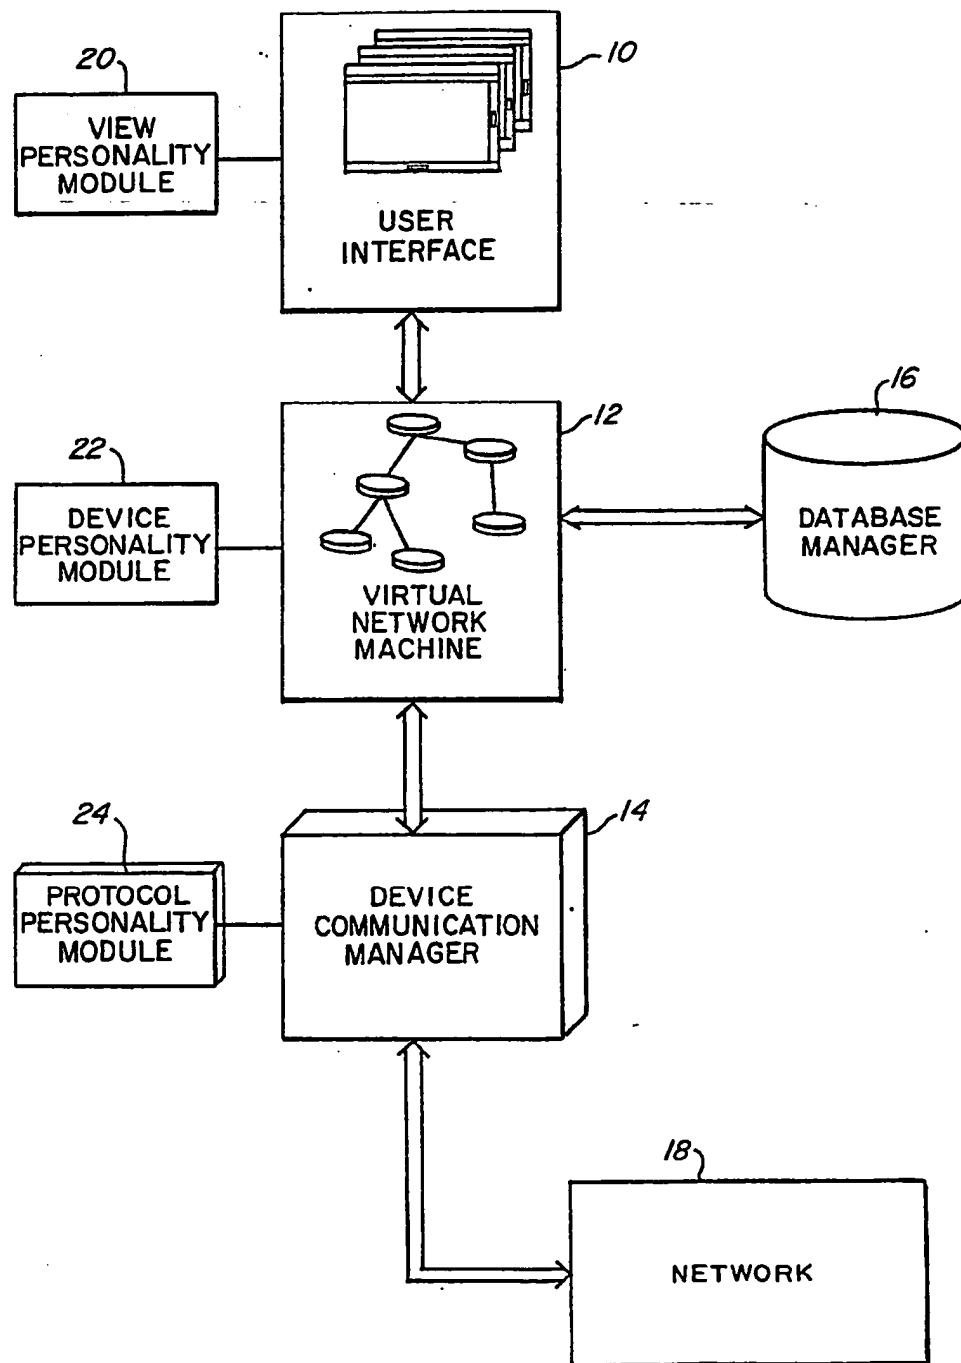 20
VIEW
PERSONALITY
MODULE
10
USER
INTERFACE
22
DEVICE
PERSONALITY
MODULE
12
VIRTUAL
NETWORK
MACHINE
16
DATABASE
MANAGER
24
PROTOCOL
PERSONALITY
MODULE
14
DEVICE
COMMUNICATION
MANAGER
18
NETWORK